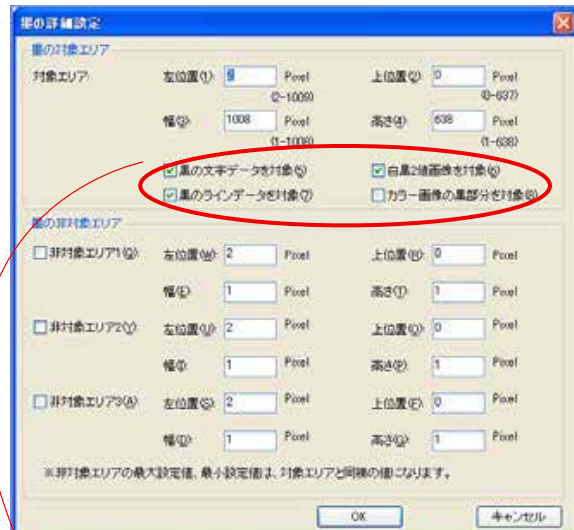 黒の詳細設定
黒の対象エリア
対象エリア 左位置(1) 2 Pixel 上位置(2) 0 Pixel
(2-1009) (0-637)
幅(3) 1008 Pixel 高さ(4) 638 Pixel
(1-1008) (1-638)
黒の文字データを対象(5) 白黒2値画像を対象(6)
黒のラインデータを対象(7) カラー画像の黒部分を対象(8)
黒の非対象エリア
非対象エリア1(Q) 左位置(W) 2 Pixel 上位置(R) 0 Pixel
幅(E) 1 Pixel 高さ(T) 1 Pixel
非対象エリア2(Y) 左位置(U) 2 Pixel 上位置(O) 0 Pixel
幅(I) 1 Pixel 高さ(P) 1 Pixel
非対象エリア3(A) 左位置(S) 2 Pixel 上位置(F) 0 Pixel
幅(D) 1 Pixel 高さ(G) 1 Pixel
※非対象エリアの最大設定値、最小設定値は、対象エリアと同様の値になります。
OK キャンセル